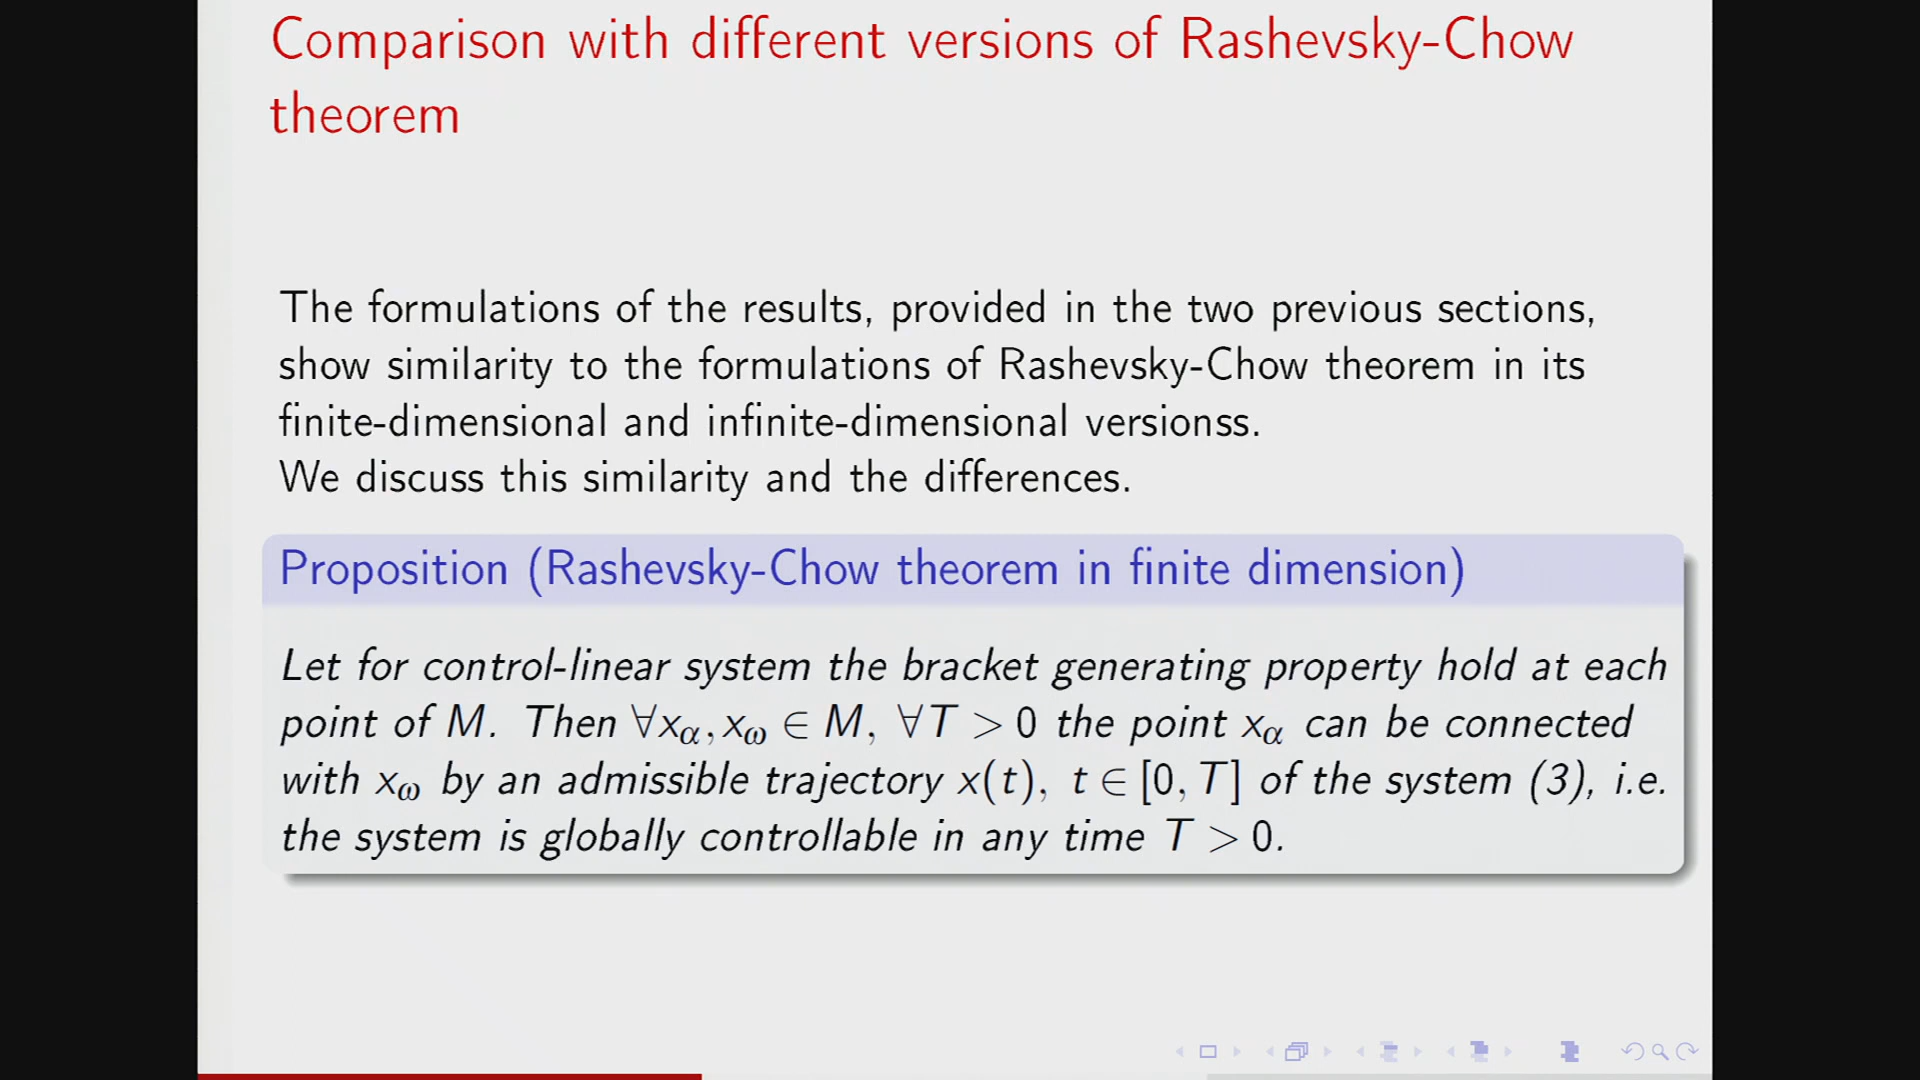 Comparison with different versions of Rashevsky-Chow
theorem
The formulations of the results, provided in the two previous sections,
show similarity to the formulations of Rashevsky-Chow theorem in its
finite-dimensional and infinite-dimensional versionss.
We discuss this similarity and the differences.
Proposition (Rashevsky-Chow theorem in finite dimension)
Let for control-linear system the bracket generating property hold at each
point of M. Then ∀x_α, x_ω ∈ M, ∀T > 0 the point x_α can be connected
with x_ω by an admissible trajectory x(t), t ∈ [0, T] of the system (3), i.e.
the system is globally controllable in any time T > 0.